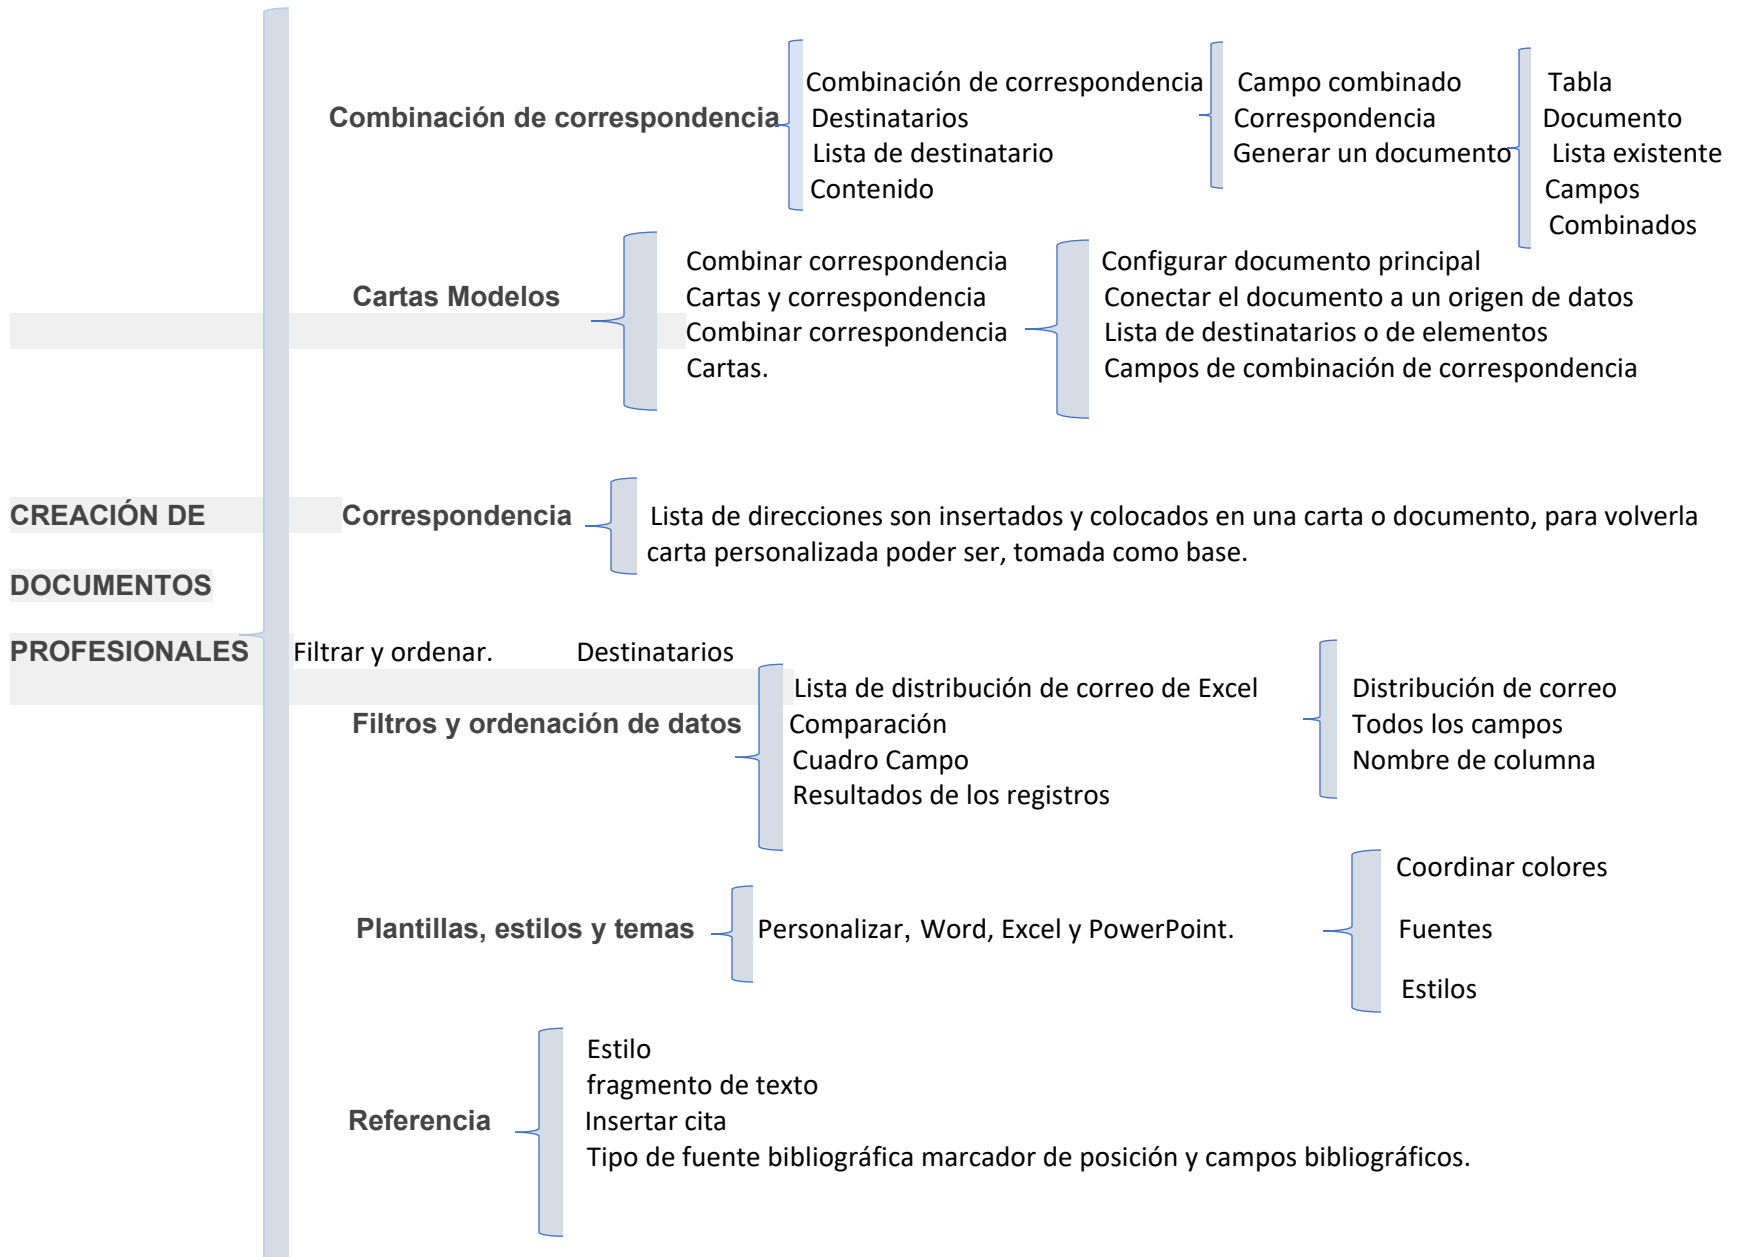 Combinación de correspondencia Campo combinado Tabla
Combinación de correspondencia Destinatarios Correspondencia Documento
Lista de destinatario Generar un documento Lista existente
Contenido Campos
Combinados
Combinar correspondencia Configurar documento principal
Cartas Modelos Cartas y correspondencia Conectar el documento a un origen de datos
Combinar correspondencia Lista de destinatarios o de elementos
Cartas. Campos de combinación de correspondencia
CREACIÓN DE Correspondencia Lista de direcciones son insertados y colocados en una carta o documento, para volverla
carta personalizada poder ser, tomada como base.
DOCUMENTOS
PROFESIONALES Filtrar y ordenar. Destinatarios
Lista de distribución de correo de Excel Distribución de correo
Filtros y ordenación de datos Comparación Todos los campos
Cuadro Campo Nombre de columna
Resultados de los registros
Coordinar colores
Plantillas, estilos y temas Personalizar, Word, Excel y PowerPoint. Fuentes
Estilos
Estilo
fragmento de texto
Referencia Insertar cita
Tipo de fuente bibliográfica marcador de posición y campos bibliográficos.